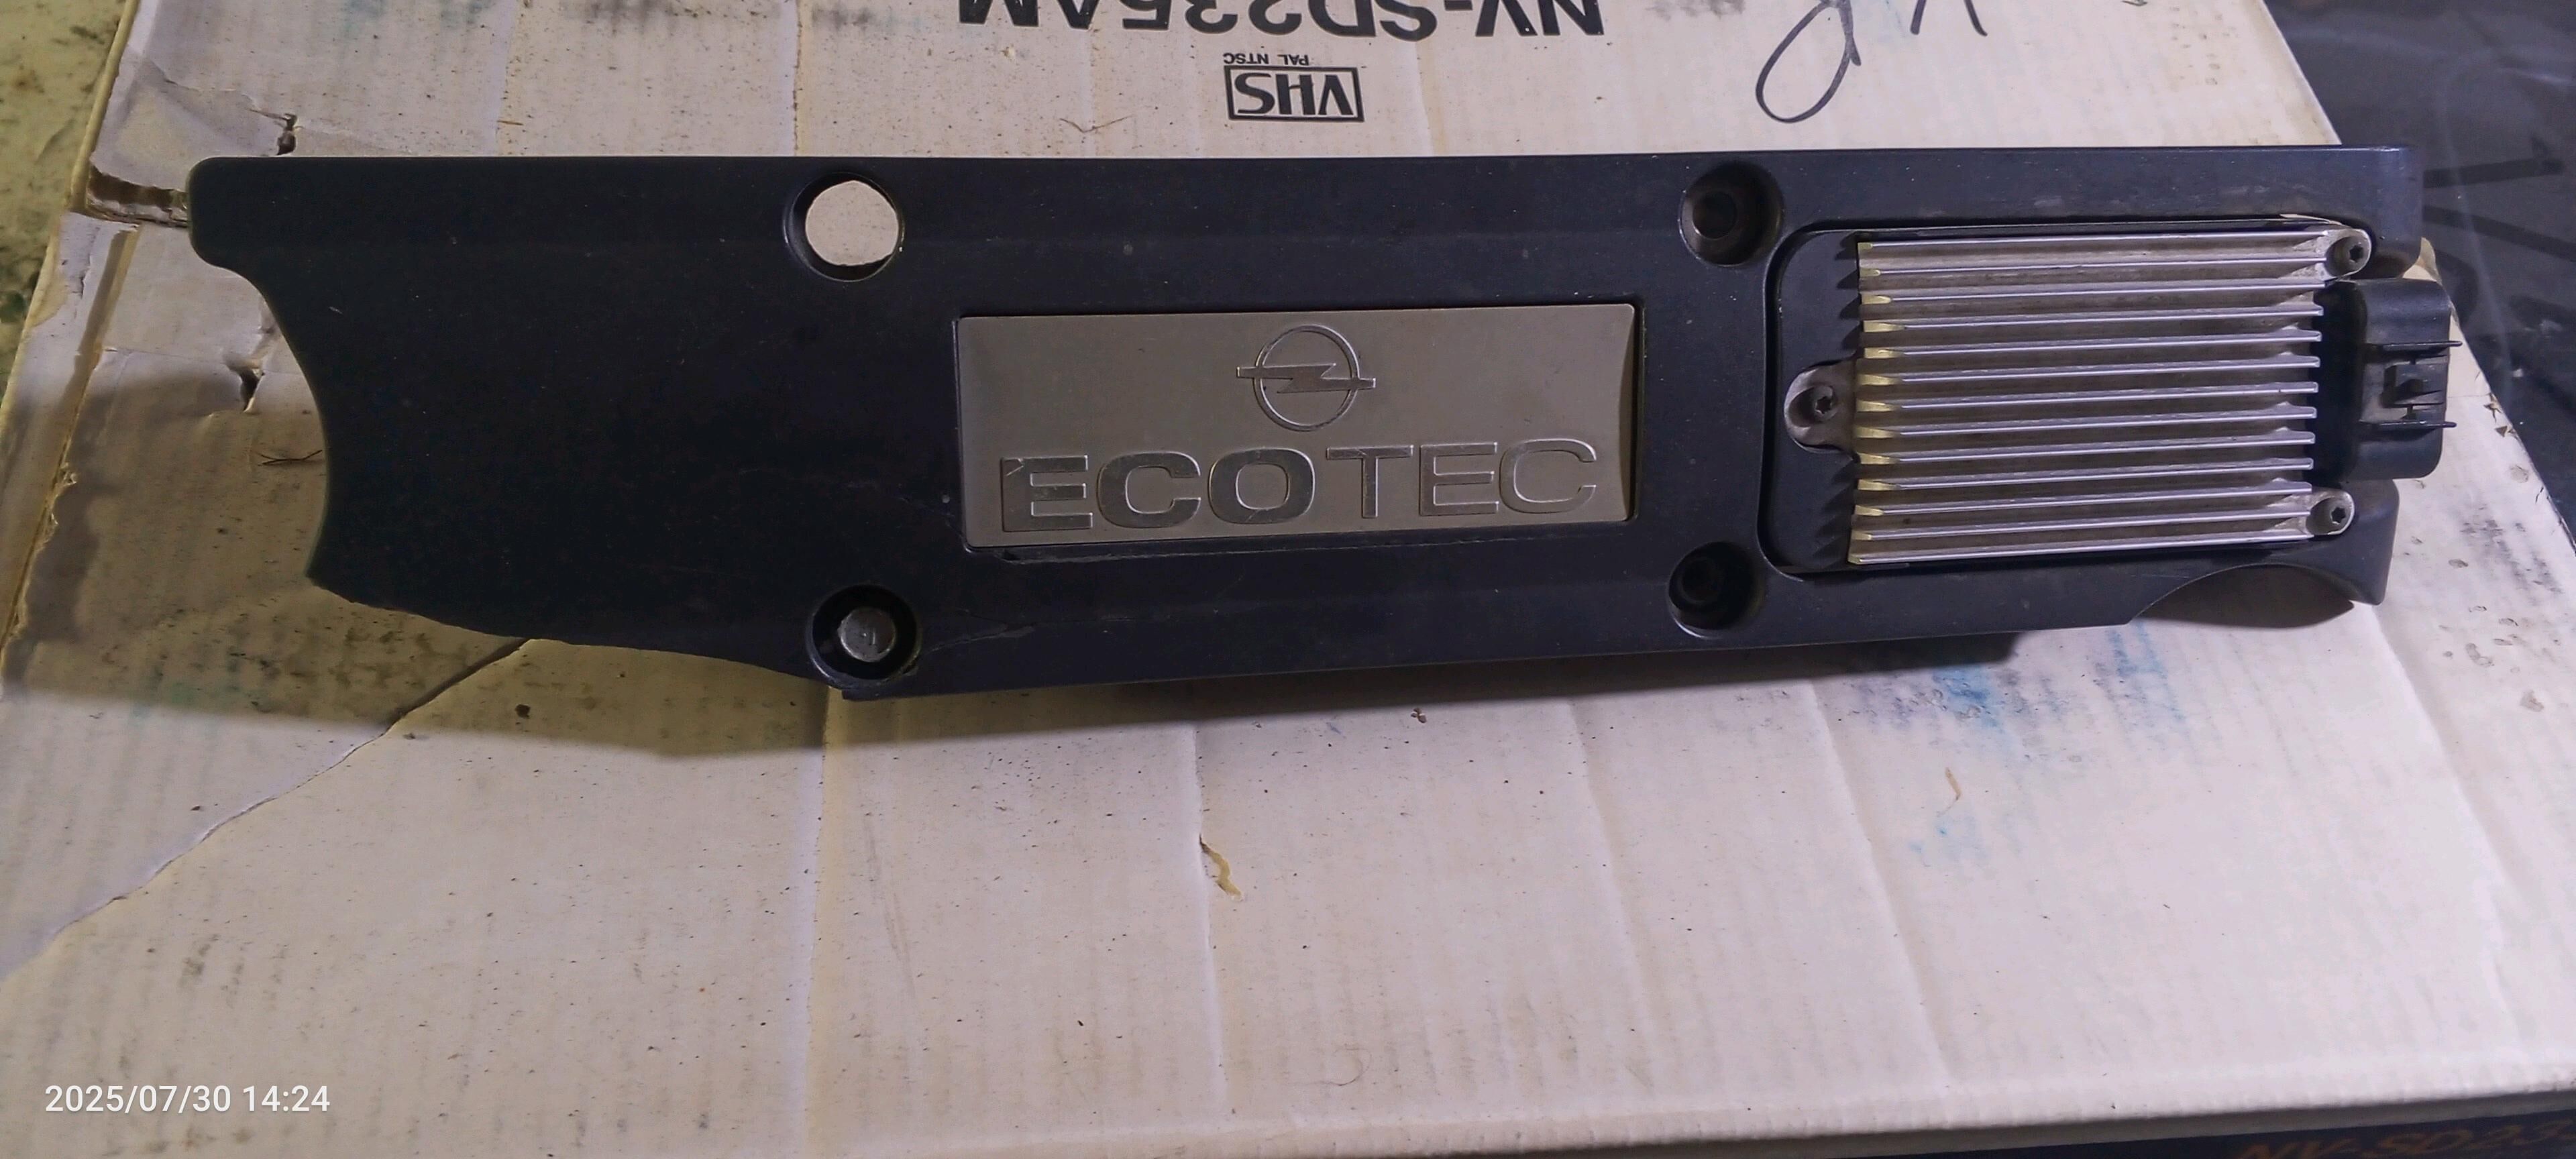 NV-SD235AM
PAL NTSC
VHS
ECOTEC
2025/07/30 14:24